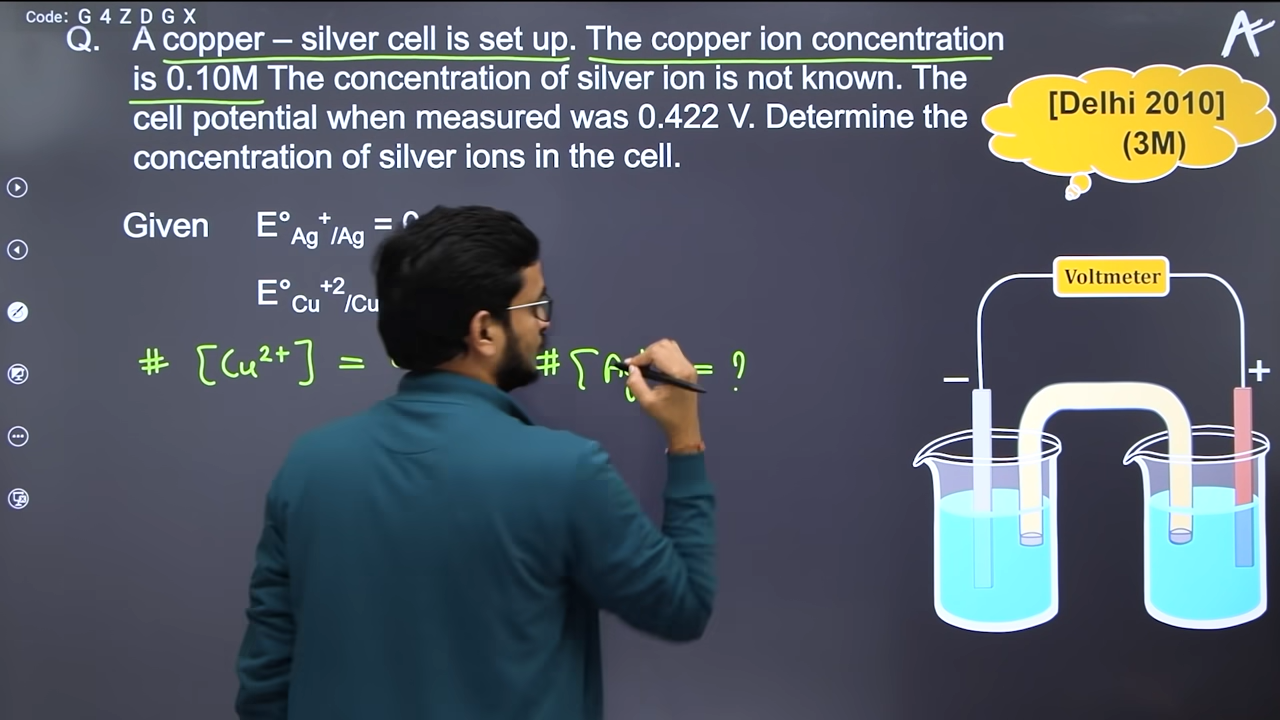 Code: G 4 Z D G X
Q. A copper – silver cell is set up. The copper ion concentration
is 0.10M The concentration of silver ion is not known. The
cell potential when measured was 0.422 V. Determine the
concentration of silver ions in the cell.
[Delhi 2010]
(3M)
Given E° Ag+/Ag =
E° Cu+2/Cu
# [Cu2+] =
# = ?
Voltmeter
– +